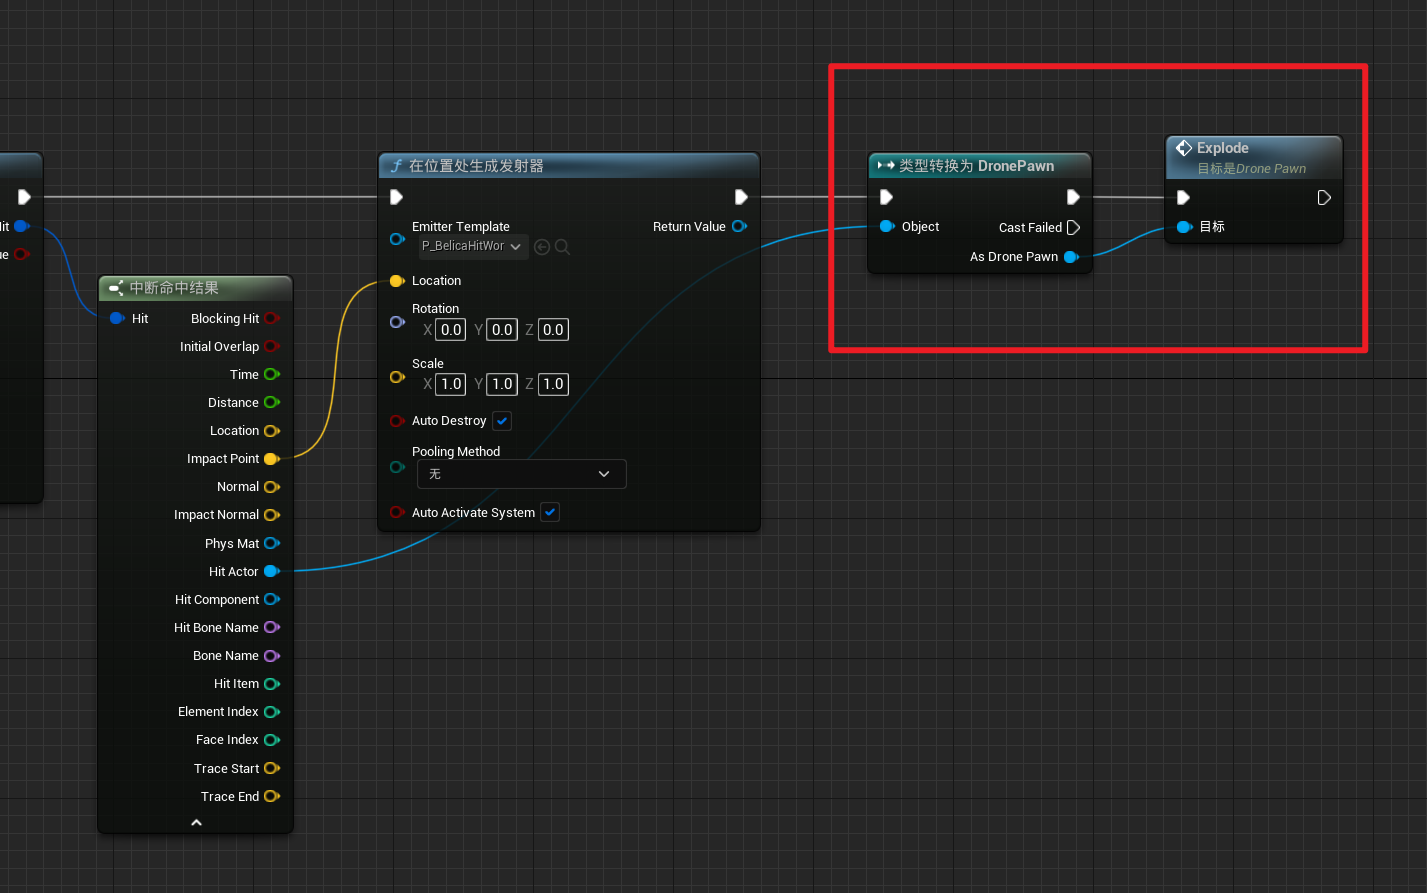 it
ue
中断命中结果
Hit
Blocking Hit
Initial Overlap
Time
Distance
Location
Impact Point
Normal
Impact Normal
Phys Mat
Hit Actor
Hit Component
Hit Bone Name
Bone Name
Hit Item
Element Index
Face Index
Trace Start
Trace End
在位置处生成发射器
Emitter Template
P_BelicaHitWor
Return Value
Location
Rotation
X 0.0 Y 0.0 Z 0.0
Scale
X 1.0 Y 1.0 Z 1.0
Auto Destroy
Pooling Method
无
Auto Activate System
类型转换为 DronePawn
Object
Cast Failed
As Drone Pawn
Explode
目标是Drone Pawn
目标